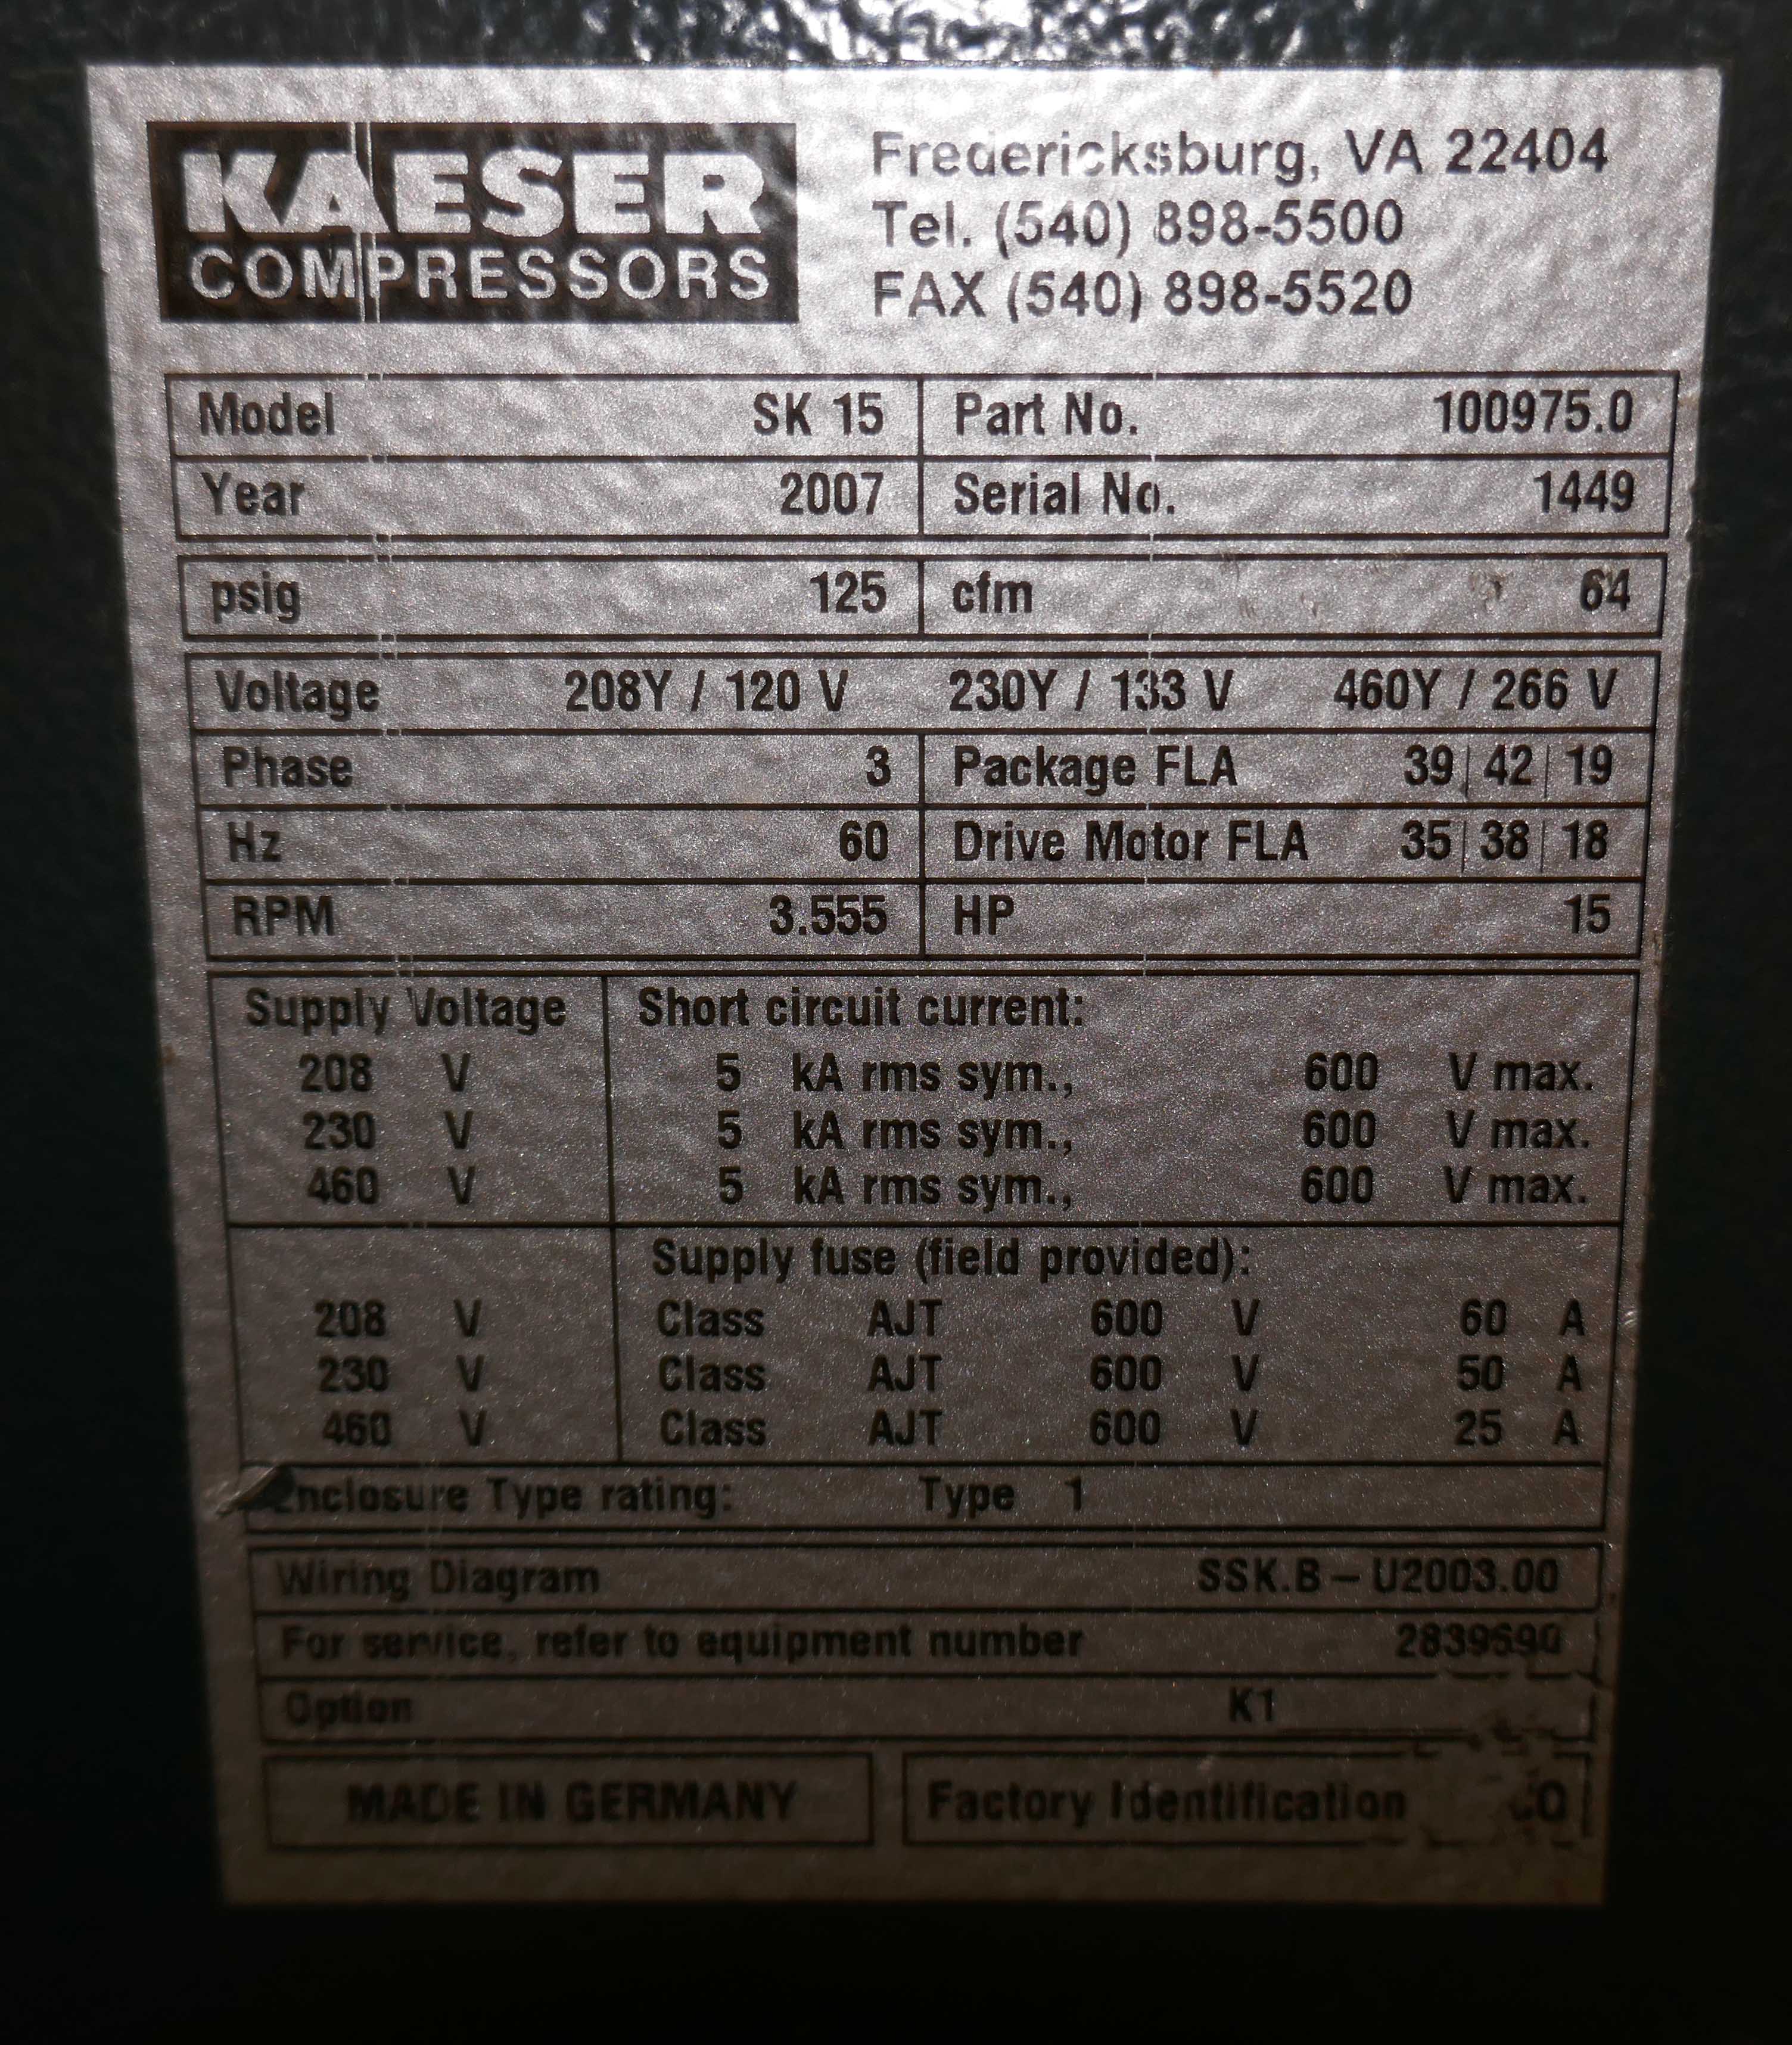 KAESER
COMPRESSORS
Fredericksburg, VA 22404
Tel. (540) 898-5500
FAX (540) 898-5520
Model SK 15 Part No. 100975.0
Year 2007 Serial No. 1449
psig 125 cfm 64
Voltage 208Y / 120 V 230Y / 133 V 460Y / 266 V
Phase 3 Package FLA 39 | 42 | 19
Hz 60 Drive Motor FLA 35 | 38 | 18
RPM 3.555 HP 15
Supply Voltage Short circuit current:
208 V 5 kA rms sym., 600 V max.
230 V 5 kA rms sym., 600 V max.
460 V 5 kA rms sym., 600 V max.
Supply fuse (field provided):
208 V Class AJT 600 V 60 A
230 V Class AJT 600 V 50 A
460 V Class AJT 600 V 25 A
Enclosure Type rating: Type 1
Wiring Diagram SSK.B – U2003.00
For service, refer to equipment number
Option K1
MADE IN GERMANY Factory Identification